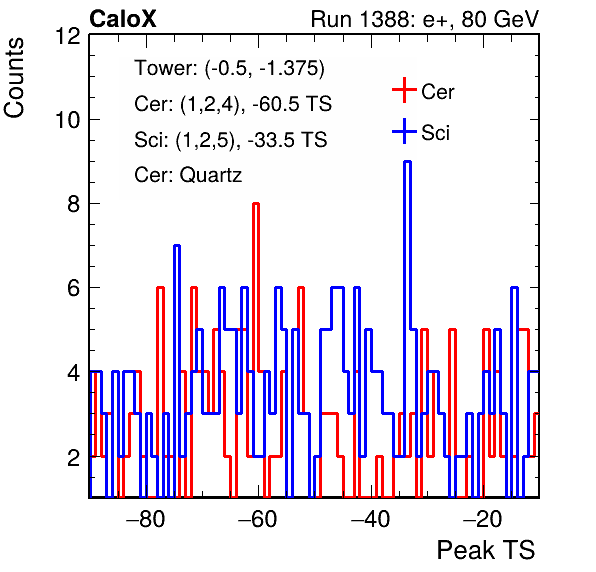 CaloX Run 1388: e+, 80 GeV
Counts
12
10
8
6
4
2
Tower: (-0.5, -1.375)
Cer: (1,2,4), -60.5 TS
Sci: (1,2,5), -33.5 TS
Cer: Quartz
Cer
Sci
−80 −60 −40 −20
Peak TS